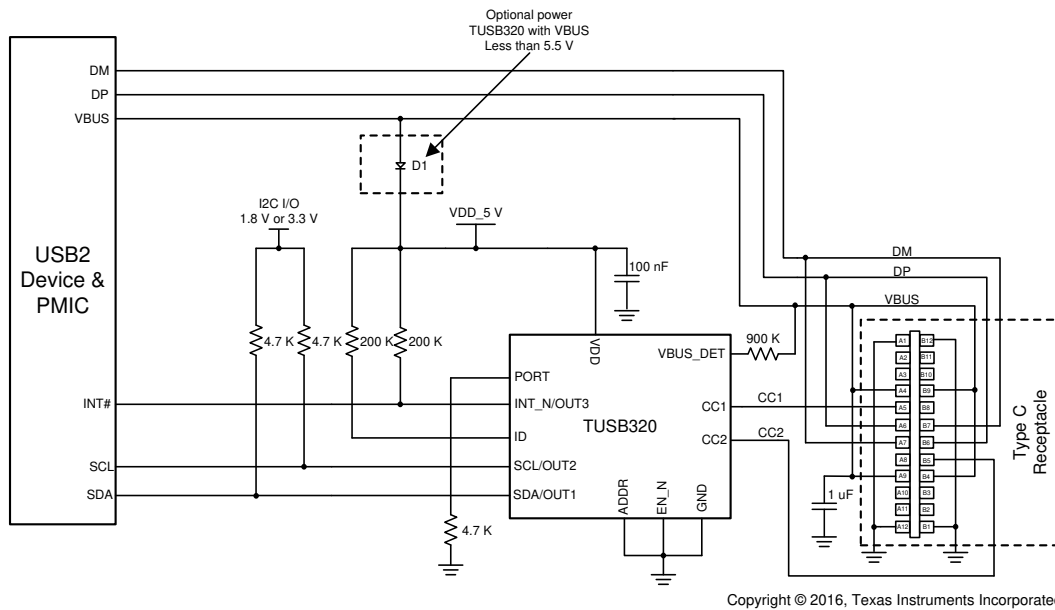 Optional power
TUSB320 with VBUS
Less than 5.5 V
DM
DP
VBUS
D1
I2C I/O
1.8 V or 3.3 V
VDD_5 V
USB2
Device &
PMIC
100 nF
DM
DP
VBUS
4.7 K
4.7 K
200 K
200 K
VDD
VBUS_DET
900 K
PORT
INT#
INT_N/OUT3
TUSB320
CC1
CC1
ID
CC2
CC2
SCL
SCL/OUT2
SDA
SDA/OUT1
ADDR
EN_N
GND
4.7 K
1 uF
A1
B12
A2
B11
A3
B10
A4
B9
A5
B8
A6
B7
A7
B6
A8
B5
A9
B4
A10
B3
A11
B2
A12
B1
Type C
Receptacle
Copyright © 2016, Texas Instruments Incorporate